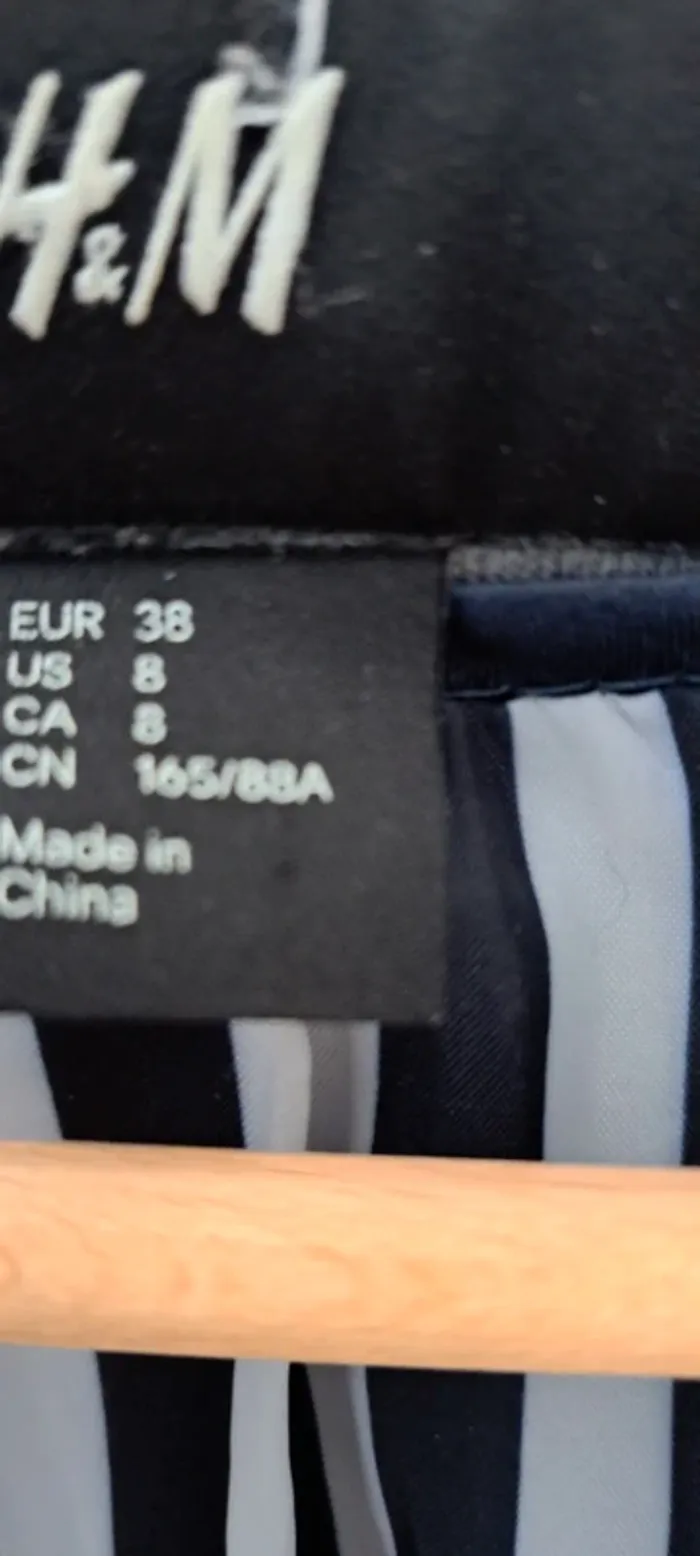 H&M
EUR 38
US 8
CA 8
CN 165/88A
Made in
China